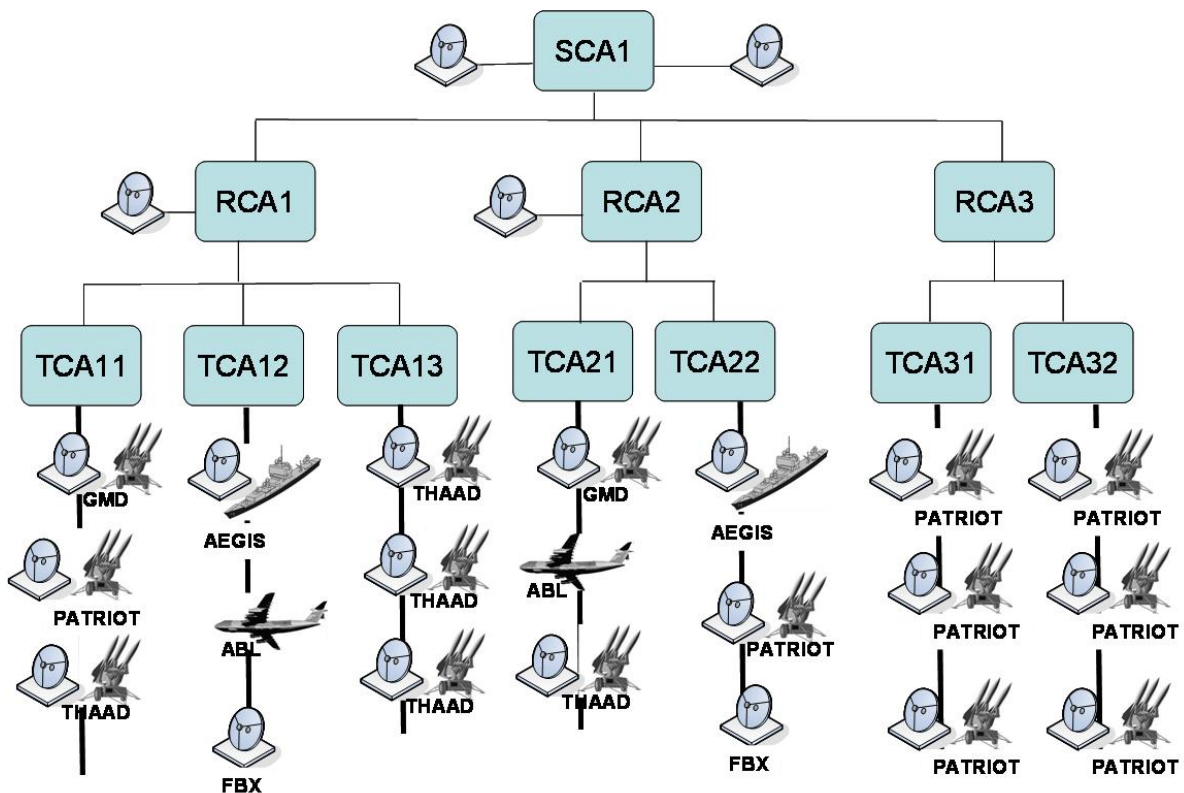 SCA1
RCA1
RCA2
RCA3
TCA11
TCA12
TCA13
TCA21
TCA22
TCA31
TCA32
GMD
PATRIOT
THAAD
AEGIS
ABL
FBX
THAAD
THAAD
THAAD
GMD
ABL
THAAD
AEGIS
PATRIOT
FBX
PATRIOT
PATRIOT
PATRIOT
PATRIOT
PATRIOT
PATRIOT